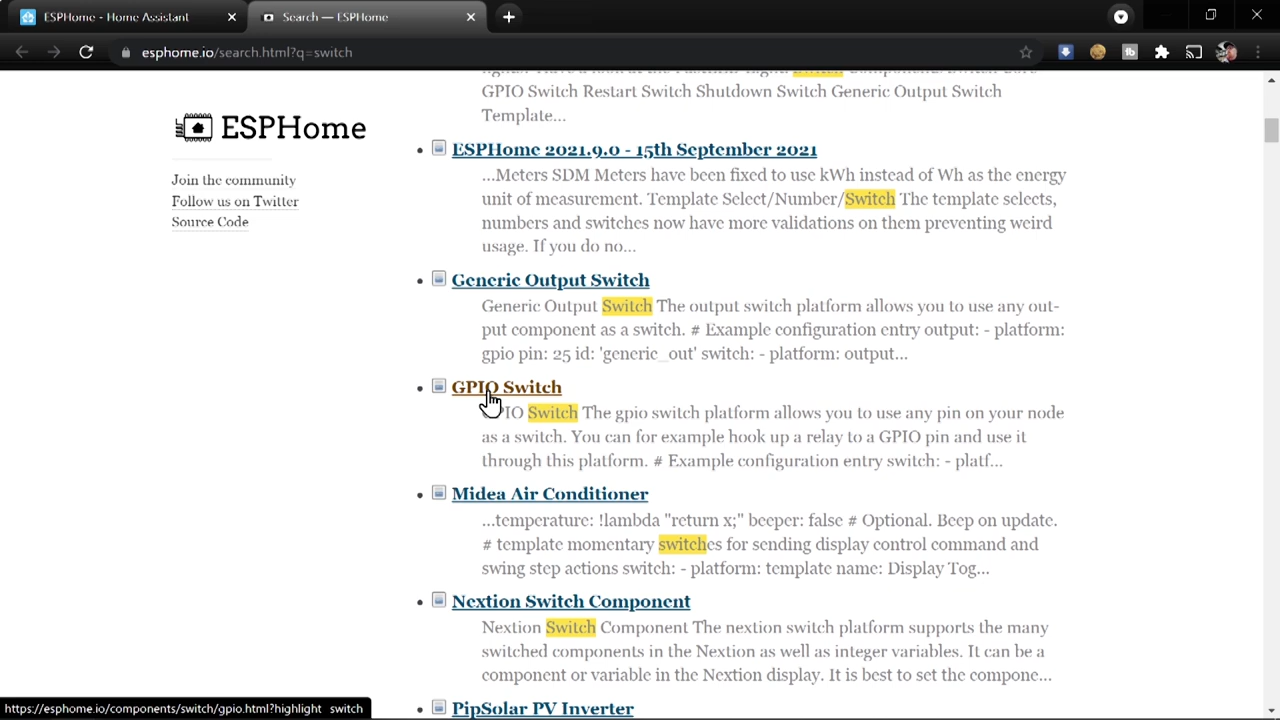 ESPHome - Home Assistant
Search — ESPHome
esphome.io/search.html?q=switch
GPIO Switch Restart Switch Shutdown Switch Generic Output Switch
Template...
ESPHome
Join the community
Follow us on Twitter
Source Code
ESPHome 2021.9.0 - 15th September 2021
...Meters SDM Meters have been fixed to use kWh instead of Wh as the energy
unit of measurement. Template Select/Number/Switch The template selects,
numbers and switches now have more validations on them preventing weird
usage. If you do no...
Generic Output Switch
Generic Output Switch The output switch platform allows you to use any out-
put component as a switch. # Example configuration entry output: - platform:
gpio pin: 25 id: 'generic_out' switch: - platform: output...
GPIO Switch
Switch The gpio switch platform allows you to use any pin on your node
as a switch. You can for example hook up a relay to a GPIO pin and use it
through this platform. # Example configuration entry switch: - platf...
Midea Air Conditioner
...temperature: !lambda "return x;" beeper: false # Optional. Beep on update.
# template momentary switches for sending display control command and
swing step actions switch: - platform: template name: Display Tog...
Nextion Switch Component
Nextion Switch Component The nextion switch platform supports the many
switched components in the Nextion as well as integer variables. It can be a
component or variable in the Nextion display. It is best to set the compone...
PipSolar PV Inverter
https://esphome.io/components/switch/gpio.html?highlight switch